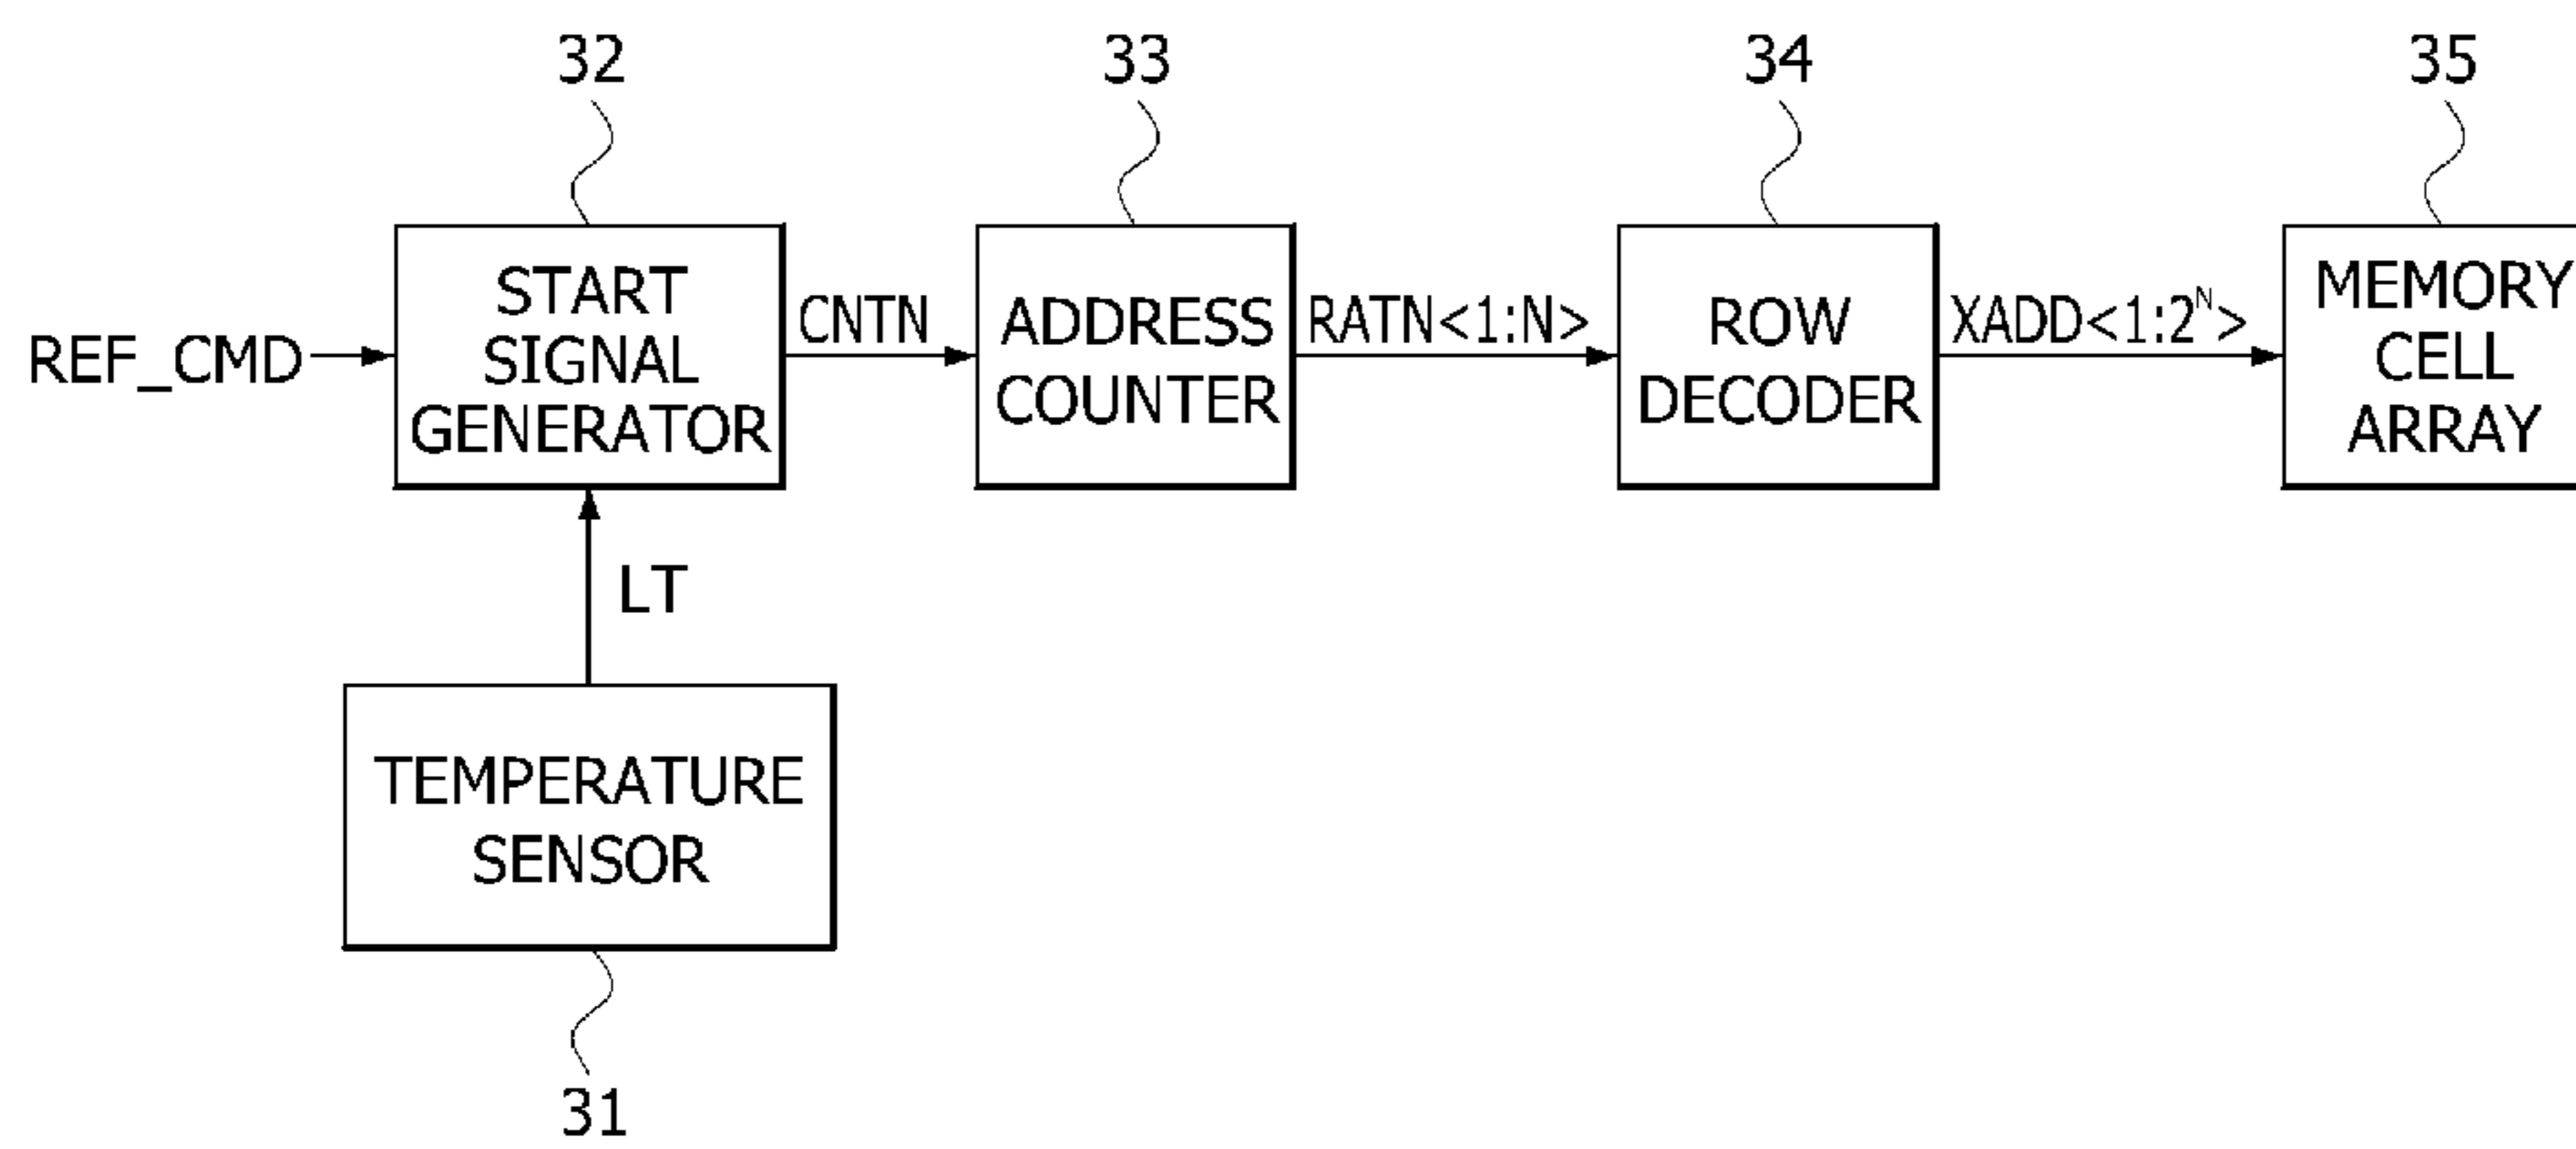 32
33
34
35
REF_CMD
START
SIGNAL
GENERATOR
CNTN
ADDRESS
COUNTER
RATN<1:N>
ROW
DECODER
XADD<1:2ᴺ>
MEMORY
CELL
ARRAY
LT
TEMPERATURE
SENSOR
31